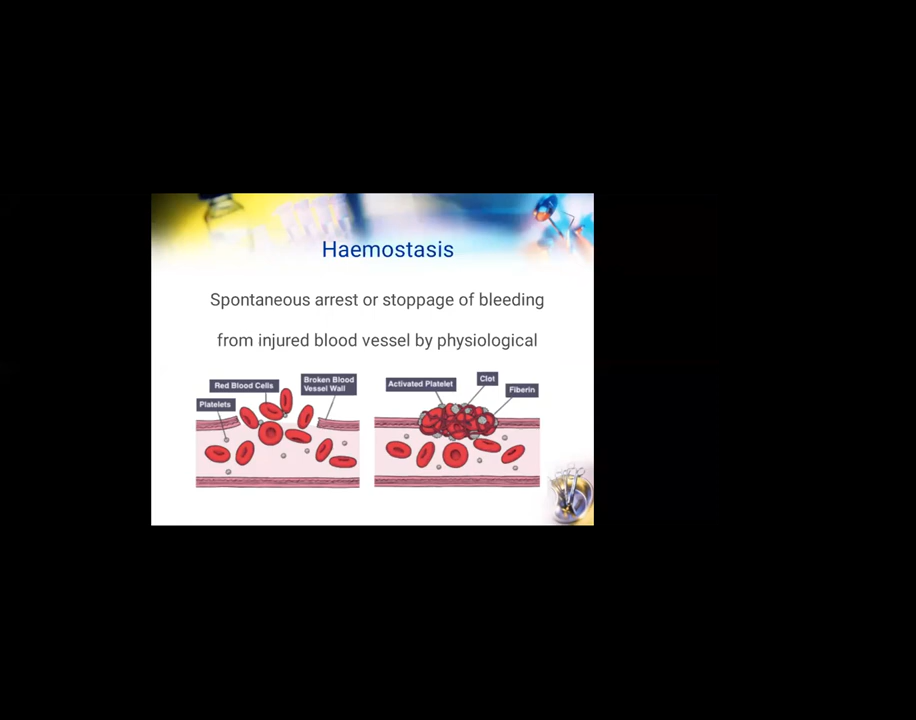 Haemostasis
Spontaneous arrest or stoppage of bleeding
from injured blood vessel by physiological
Red Blood Cells
Broken Blood
Vessel Wall
Platelets
Activated Platelet
Clot
Fiberin